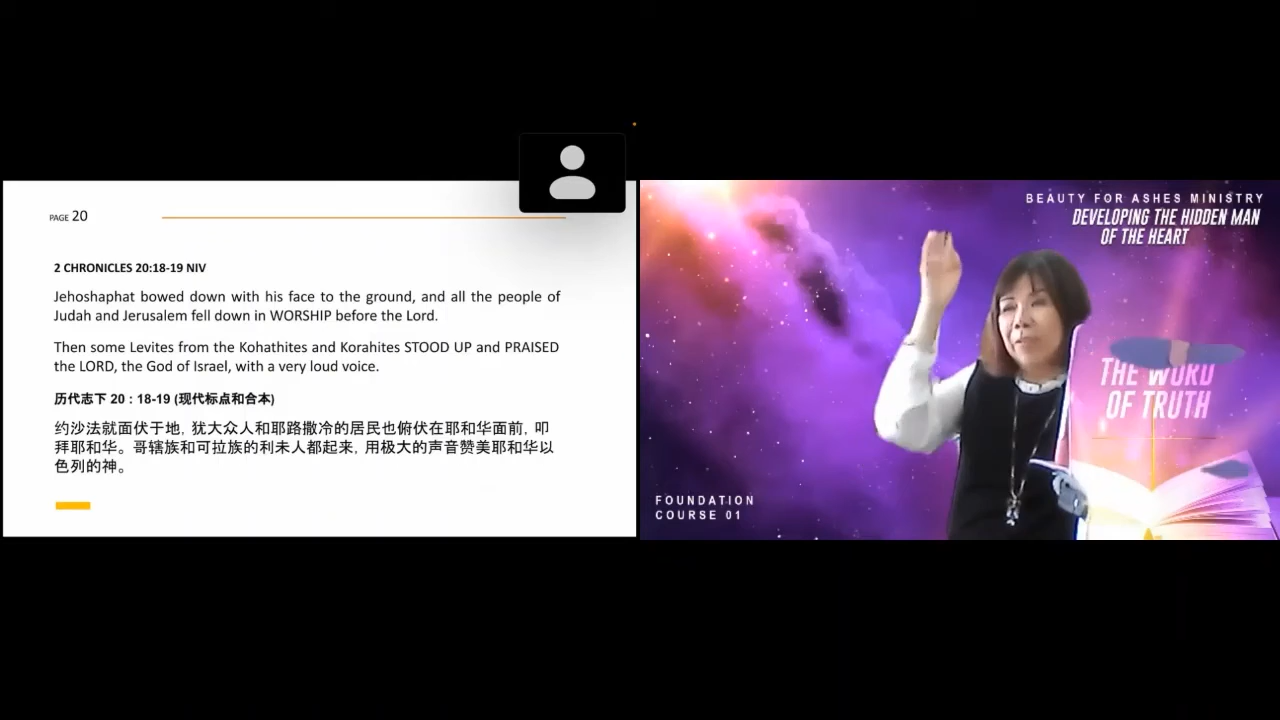 PAGE 20
2 CHRONICLES 20:18-19 NIV
Jehoshaphat bowed down with his face to the ground, and all the people of
Judah and Jerusalem fell down in WORSHIP before the Lord.
Then some Levites from the Kohathites and Korahites STOOD UP and PRAISED
the LORD, the God of Israel, with a very loud voice.
历代志下 20 : 18-19 (现代标点和合本)
约沙法就面伏于地, 犹大众人和耶路撒冷的居民也俯伏在耶和华面前, 叩
拜耶和华。哥辖族和可拉族的利未人都起来, 用极大的声音赞美耶和华以
色列的神。
BEAUTY FOR ASHES MINISTRY
DEVELOPING THE HIDDEN MAN
OF THE HEART
THE WORD
OF TRUTH
FOUNDATION
COURSE 01